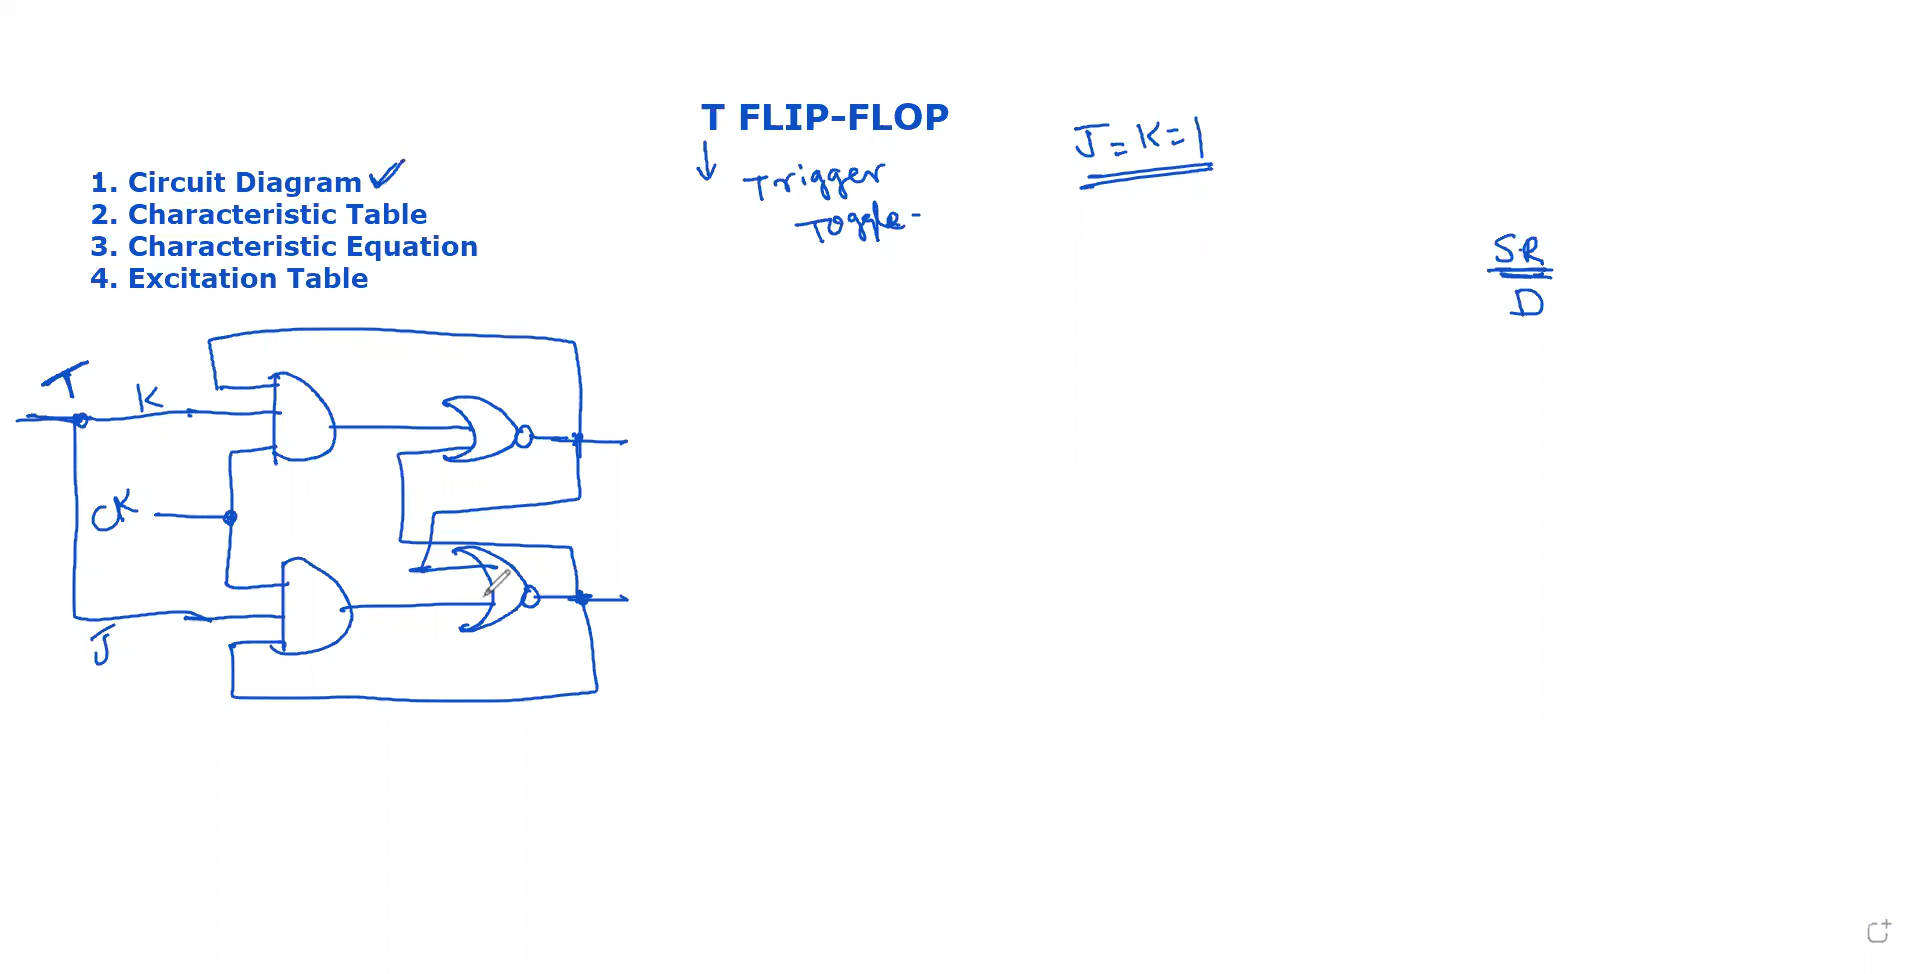 T FLIP-FLOP
J = K = 1
1. Circuit Diagram ✓
Trigger
2. Characteristic Table
Toggle-
3. Characteristic Equation
SR
4. Excitation Table
D
T
K
CK
J